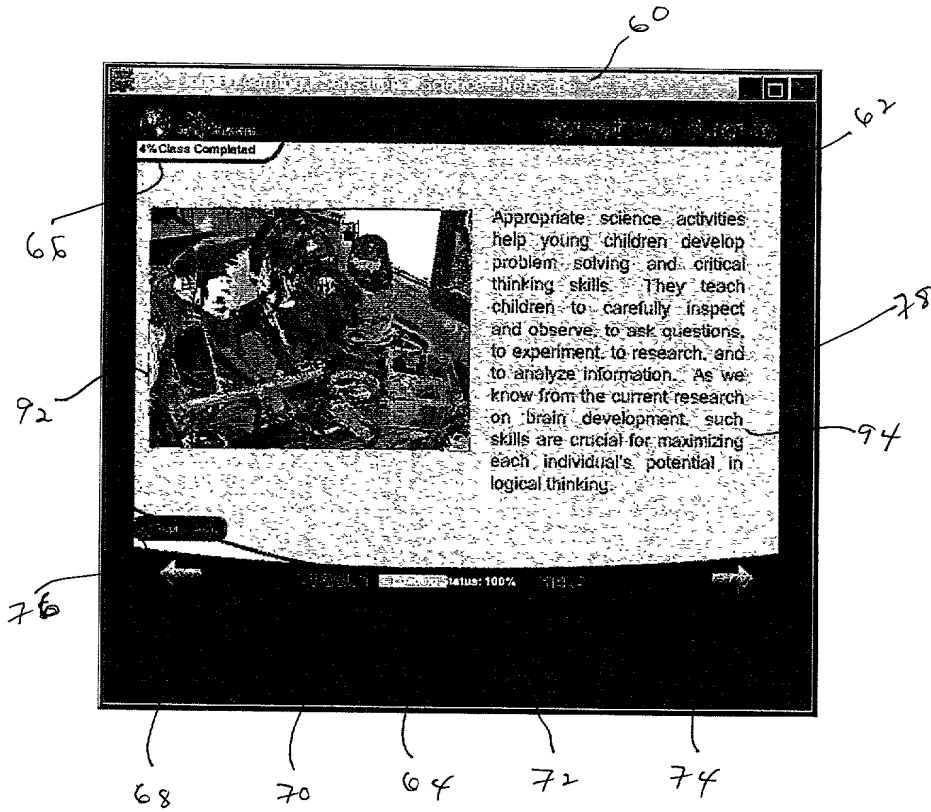 60
62
4% Class Completed
66
Appropriate science activities
help young children develop
problem solving and critical
thinking skills. They teach
children to carefully inspect
and observe, to ask questions,
to experiment, to research, and
to analyze information. As we
know from the current research
on brain development, such
skills are crucial for maximizing
each individual's potential in
logical thinking.
78
92
94
tatus: 100%
76
68
70
64
72
74